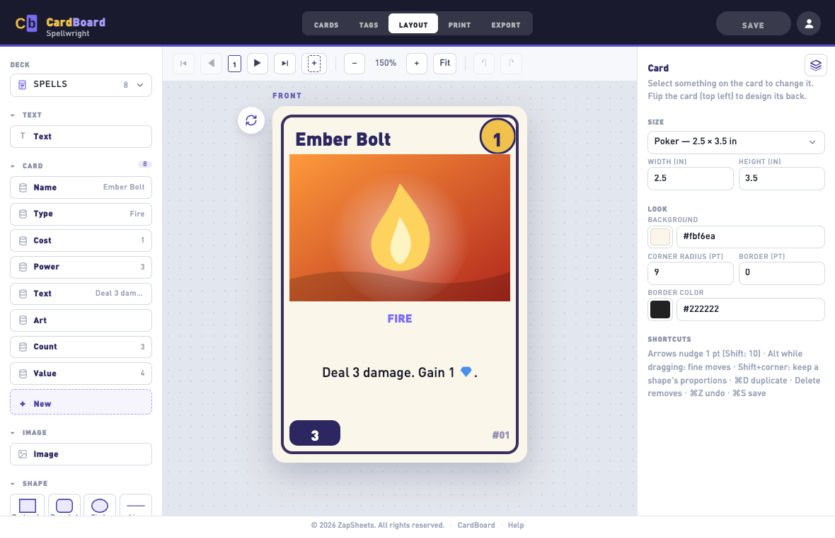 Cb CardBoard
Spellwright
CARDS TAGS LAYOUT PRINT EXPORT
SAVE
DECK
SPELLS 8
TEXT
T Text
CARD 8
Name Ember Bolt
Type Fire
Cost 1
Power 3
Text Deal 3 dam...
Art
Count 3
Value 4
+ New
IMAGE
Image
SHAPE
1
− 150% + Fit
FRONT
Ember Bolt 1
FIRE
Deal 3 damage. Gain 1 .
3 #01
Card
Select something on the card to change it.
Flip the card (top left) to design its back.
SIZE
Poker — 2.5 × 3.5 in
WIDTH (IN) HEIGHT (IN)
2.5 3.5
LOOK
BACKGROUND
#fbf6ea
CORNER RADIUS (PT) BORDER (PT)
9 0
BORDER COLOR
#222222
SHORTCUTS
Arrows nudge 1 pt (Shift: 10) · Alt while
dragging: fine moves · Shift+corner: keep a
shape's proportions · ⌘D duplicate · Delete
removes · ⌘Z undo · ⌘S save
© 2026 ZapSheets. All rights reserved. · CardBoard · Help